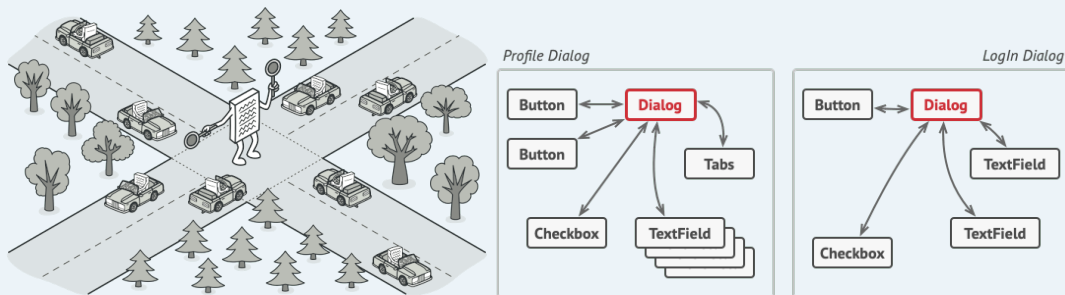 Profile Dialog
Button
Dialog
Button
Tabs
Checkbox
TextField
LogIn Dialog
Button
Dialog
TextField
TextField
Checkbox